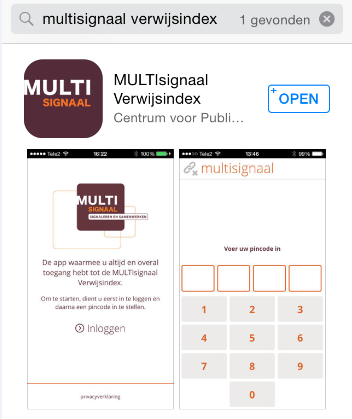 multisignaal verwijsindex
1 gevonden
MULTI
SIGNAAL
MULTIsignaal
Verwijsindex
Centrum voor Publi...
+ OPEN
Tele2 16:22 100%
MULTI
SIGNAAL
SIGNALEREN EN SAMENWERKEN
De app waarmee u altijd en overal
toegang hebt tot de MULTIsignaal
Verwijsindex.
Om te starten, dient u eerst in te loggen en
daarna een pincode in te stellen.
Inloggen
privacyverklaring
Tele2 13:46 99%
multisignaal
Voer uw pincode in
1 2 3
4 5 6
7 8 9
0